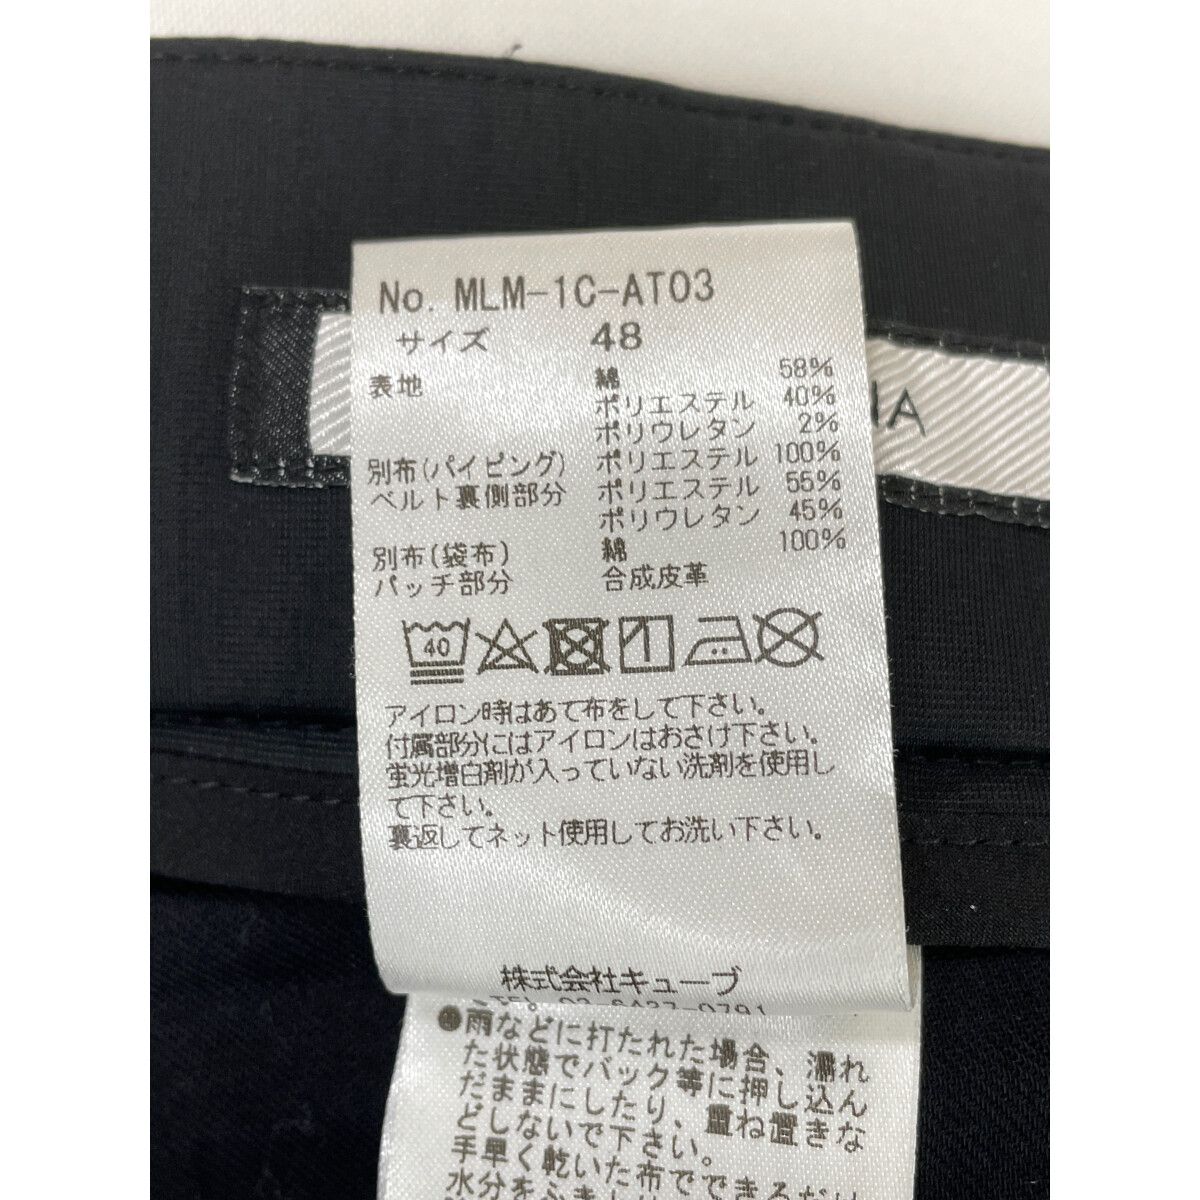 No. MLM-1C-AT03
サイズ 48
表地 綿 58%
ポリエステル 40%
ポリウレタン 2%
別布(パイピング) ポリエステル 100%
ベルト裏側部分 ポリエステル 55%
ポリウレタン 45%
別布(袋布) 綿 100%
パッチ部分 合成皮革
40
アイロン時はあて布をして下さい。
付属部分にはアイロンはおさけ下さい。
蛍光増白剤が入っていない洗剤を使用し
て下さい。
裏返してネット使用してお洗い下さい。
株式会社キューブ
TEL 03-6427-0791
●雨などに打たれた場合、濡れ
た状態でバック等に押し込ん
だままにしたり、重ね置きな
どしないで下さい。
手早く乾いた布でできるだけ